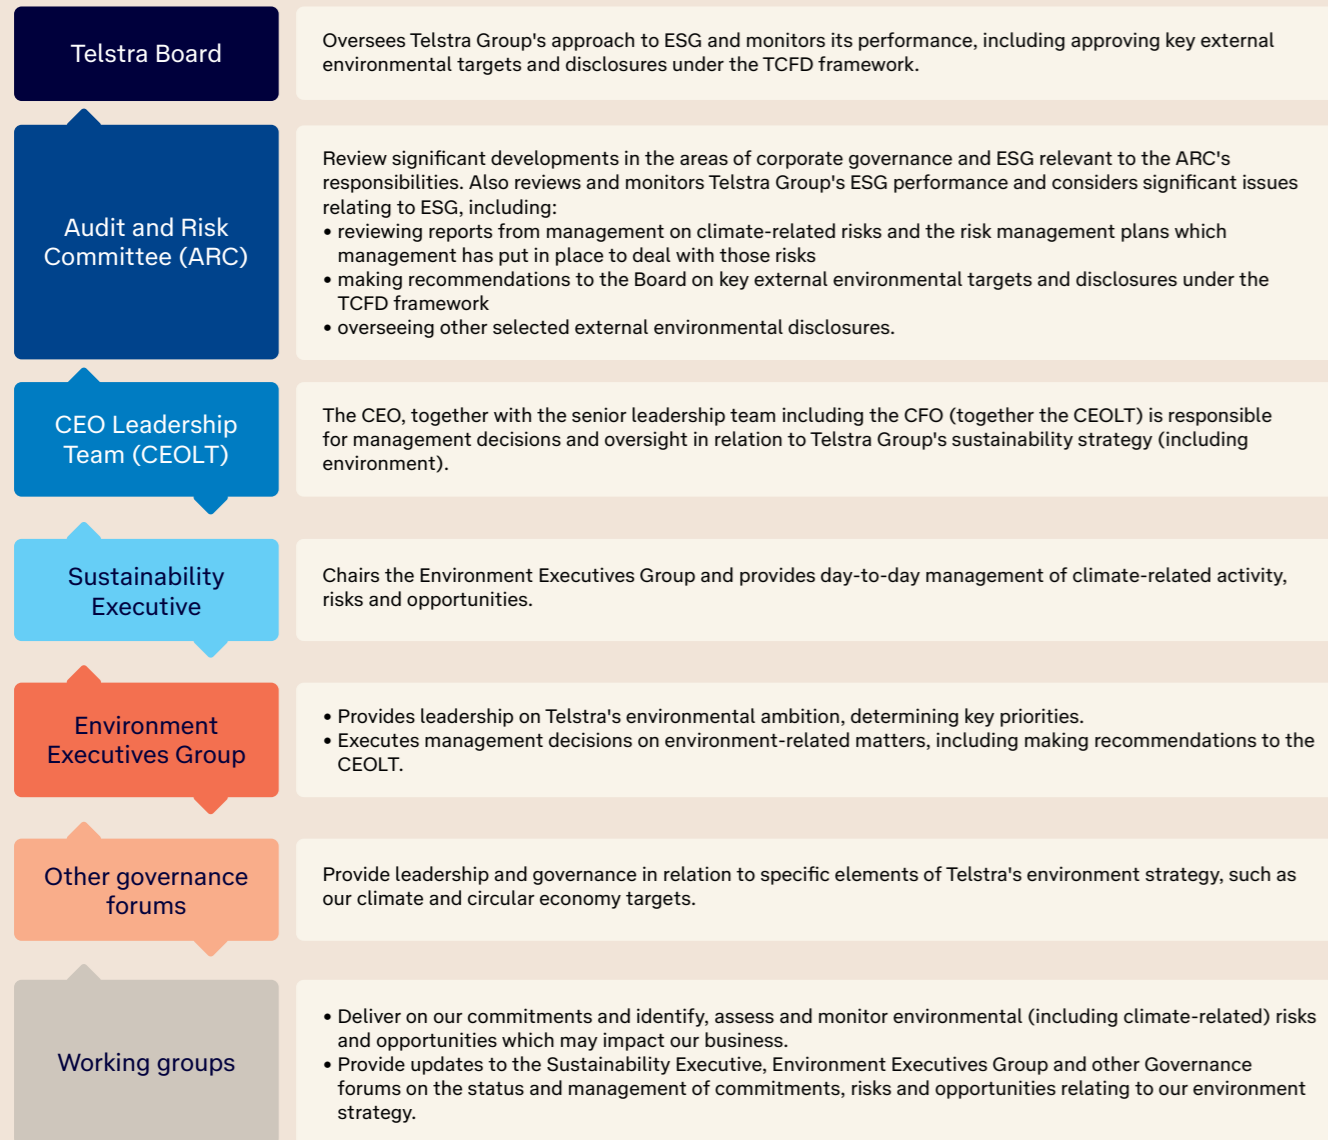 Telstra Board
Oversees Telstra Group's approach to ESG and monitors its performance, including approving key external
environmental targets and disclosures under the TCFD framework.
Audit and Risk
Committee (ARC)
Review significant developments in the areas of corporate governance and ESG relevant to the ARC's
responsibilities. Also reviews and monitors Telstra Group's ESG performance and considers significant issues
relating to ESG, including:
• reviewing reports from management on climate-related risks and the risk management plans which
management has put in place to deal with those risks
• making recommendations to the Board on key external environmental targets and disclosures under the
TCFD framework
• overseeing other selected external environmental disclosures.
CEO Leadership
Team (CEOLT)
The CEO, together with the senior leadership team including the CFO (together the CEOLT) is responsible
for management decisions and oversight in relation to Telstra Group's sustainability strategy (including
environment).
Sustainability
Executive
Chairs the Environment Executives Group and provides day-to-day management of climate-related activity,
risks and opportunities.
Environment
Executives Group
• Provides leadership on Telstra's environmental ambition, determining key priorities.
• Executes management decisions on environment-related matters, including making recommendations to the
CEOLT.
Other governance
forums
Provide leadership and governance in relation to specific elements of Telstra's environment strategy, such as
our climate and circular economy targets.
Working groups
• Deliver on our commitments and identify, assess and monitor environmental (including climate-related) risks
and opportunities which may impact our business.
• Provide updates to the Sustainability Executive, Environment Executives Group and other Governance
forums on the status and management of commitments, risks and opportunities relating to our environment
strategy.